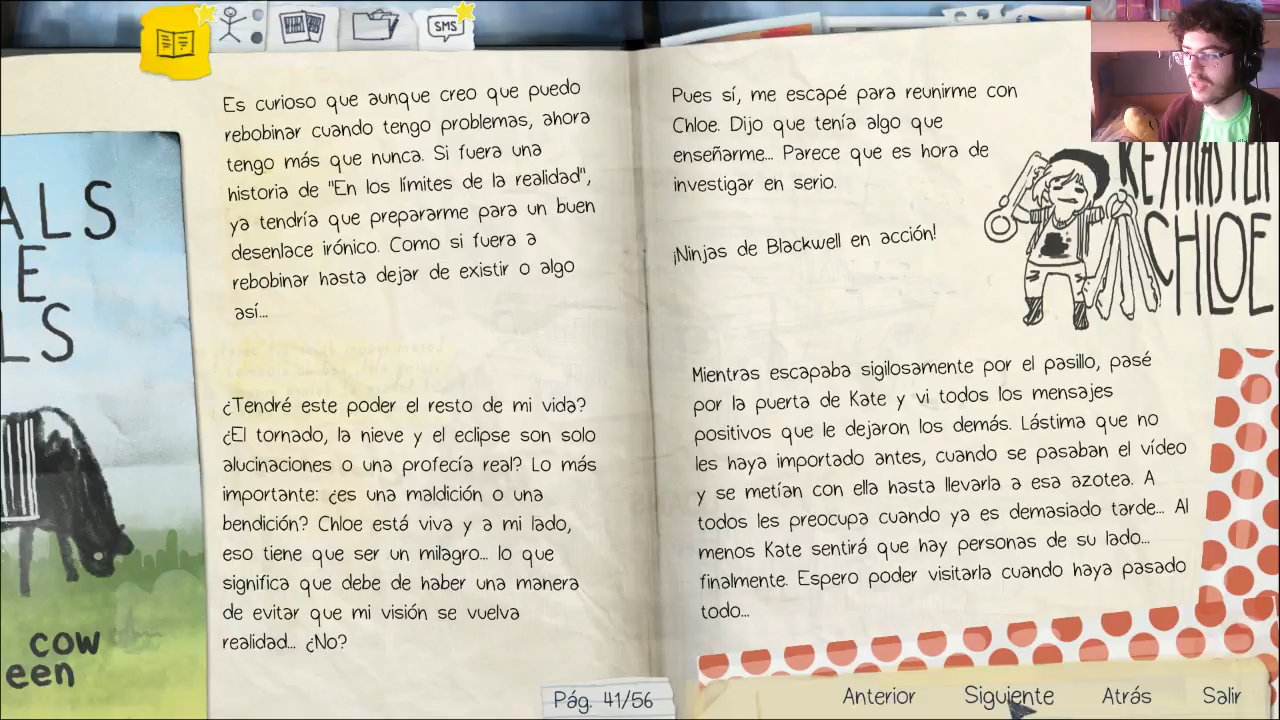 SMS
ALS
E
LS
cow
een
Es curioso que aunque creo que puedo
rebobinar cuando tengo problemas, ahora
tengo más que nunca. Si fuera una
historia de "En los límites de la realidad",
ya tendría que prepararme para un buen
desenlace irónico. Como si fuera a
rebobinar hasta dejar de existir o algo
así...
¿Tendré este poder el resto de mi vida?
¿El tornado, la nieve y el eclipse son solo
alucinaciones o una profecía real? Lo más
importante: ¿es una maldición o una
bendición? Chloe está viva y a mi lado,
eso tiene que ser un milagro... lo que
significa que debe de haber una manera
de evitar que mi visión se vuelva
realidad... ¿No?
Pues sí, me escapé para reunirme con
Chloe. Dijo que tenía algo que
enseñarme... Parece que es hora de
investigar en serio.
¡Ninjas de Blackwell en acción!
KEYMASTER
CHLOE
Mientras escapaba sigilosamente por el pasillo, pasé
por la puerta de Kate y vi todos los mensajes
positivos que le dejaron los demás. Lástima que no
les haya importado antes, cuando se pasaban el vídeo
y se metían con ella hasta llevarla a esa azotea. A
todos les preocupa cuando ya es demasiado tarde... Al
menos Kate sentirá que hay personas de su lado...
finalmente. Espero poder visitarla cuando haya pasado
todo...
Pág. 41/56
Anterior Siguiente Atrás Salir